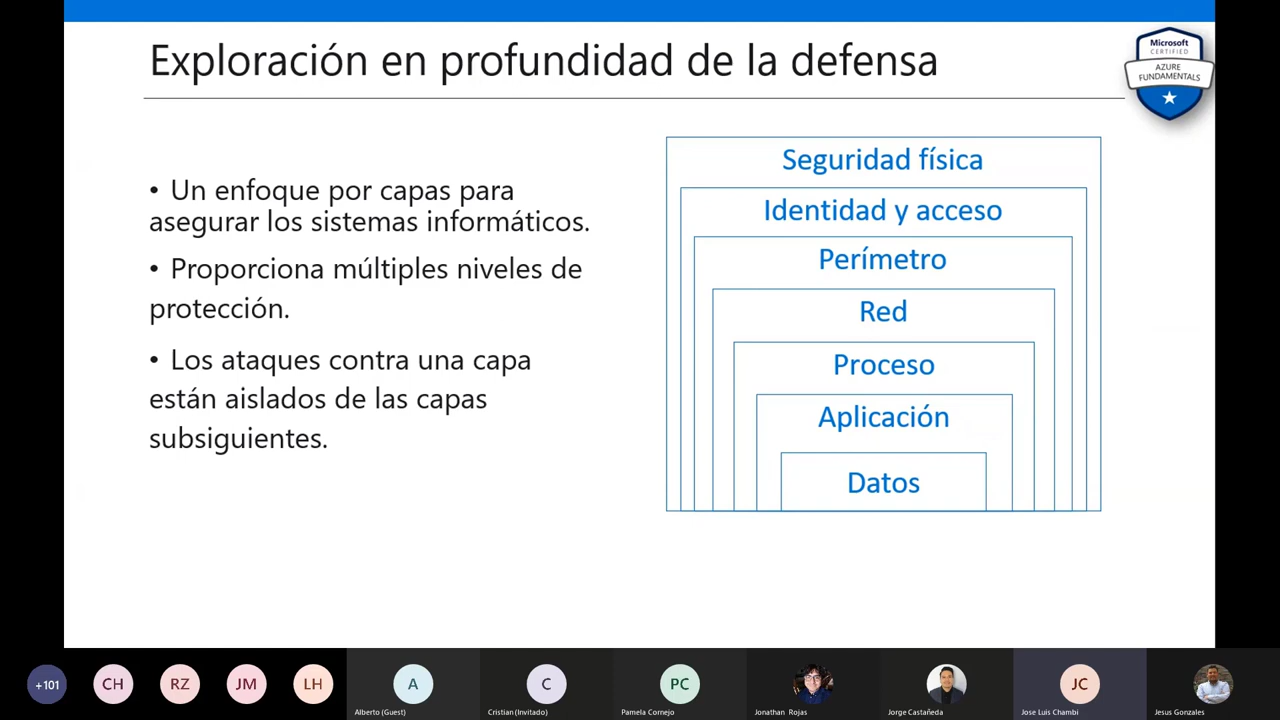 Exploración en profundidad de la defensa
Microsoft
CERTIFIED
AZURE
FUNDAMENTALS
• Un enfoque por capas para
asegurar los sistemas informáticos.
• Proporciona múltiples niveles de
protección.
• Los ataques contra una capa
están aislados de las capas
subsiguientes.
Seguridad física
Identidad y acceso
Perímetro
Red
Proceso
Aplicación
Datos
+101
CH
RZ
JM
LH
A
C
PC
JC
Alberto (Guest)
Cristian (Invitado)
Pamela Cornejo
Jonathan Rojas
Jorge Castañeda
Jose Luis Chambi
Jesus Gonzales